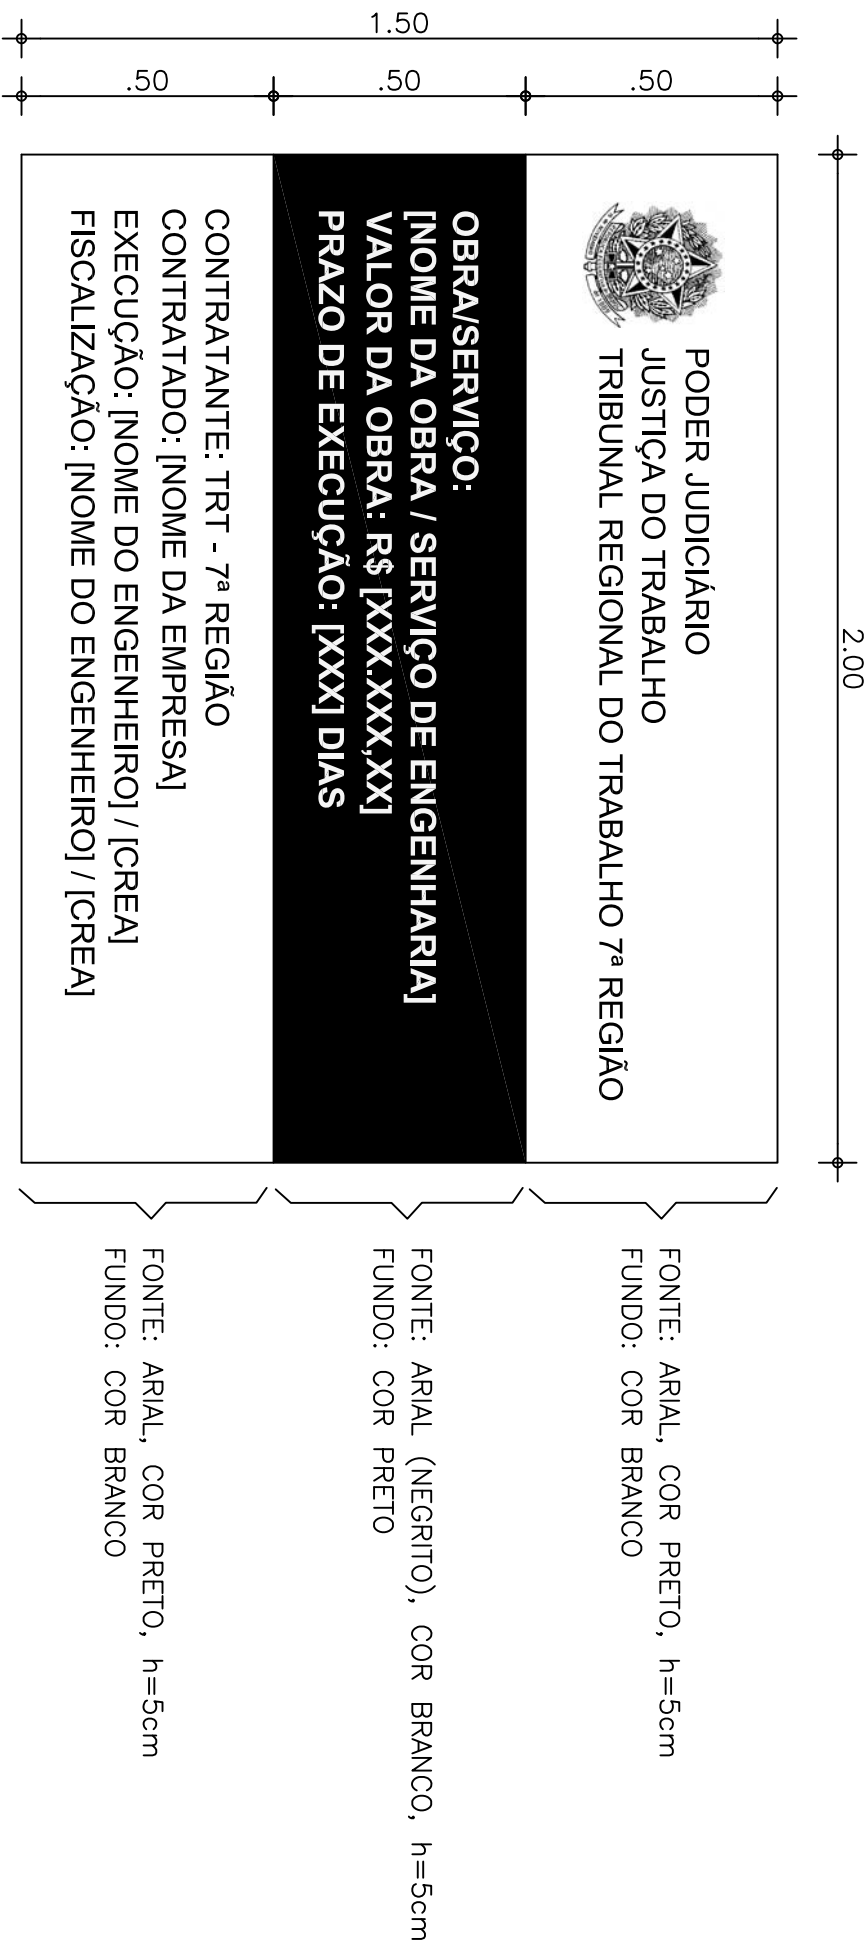 1.50
.50
.50
.50
2.00
PODER JUDICIÁRIO
JUSTIÇA DO TRABALHO
TRIBUNAL REGIONAL DO TRABALHO 7ª REGIÃO
FONTE: ARIAL, COR PRETO, h=5cm
FUNDO: COR BRANCO
OBRA/SERVIÇO:
[NOME DA OBRA / SERVIÇO DE ENGENHARIA]
VALOR DA OBRA: R$ [XXX.XXX,XX]
PRAZO DE EXECUÇÃO: [XXX] DIAS
FONTE: ARIAL (NEGRITO), COR BRANCO, h=5cm
FUNDO: COR PRETO
CONTRATANTE: TRT - 7ª REGIÃO
CONTRATADO: [NOME DA EMPRESA]
EXECUÇÃO: [NOME DO ENGENHEIRO] / [CREA]
FISCALIZAÇÃO: [NOME DO ENGENHEIRO] / [CREA]
FONTE: ARIAL, COR PRETO, h=5cm
FUNDO: COR BRANCO